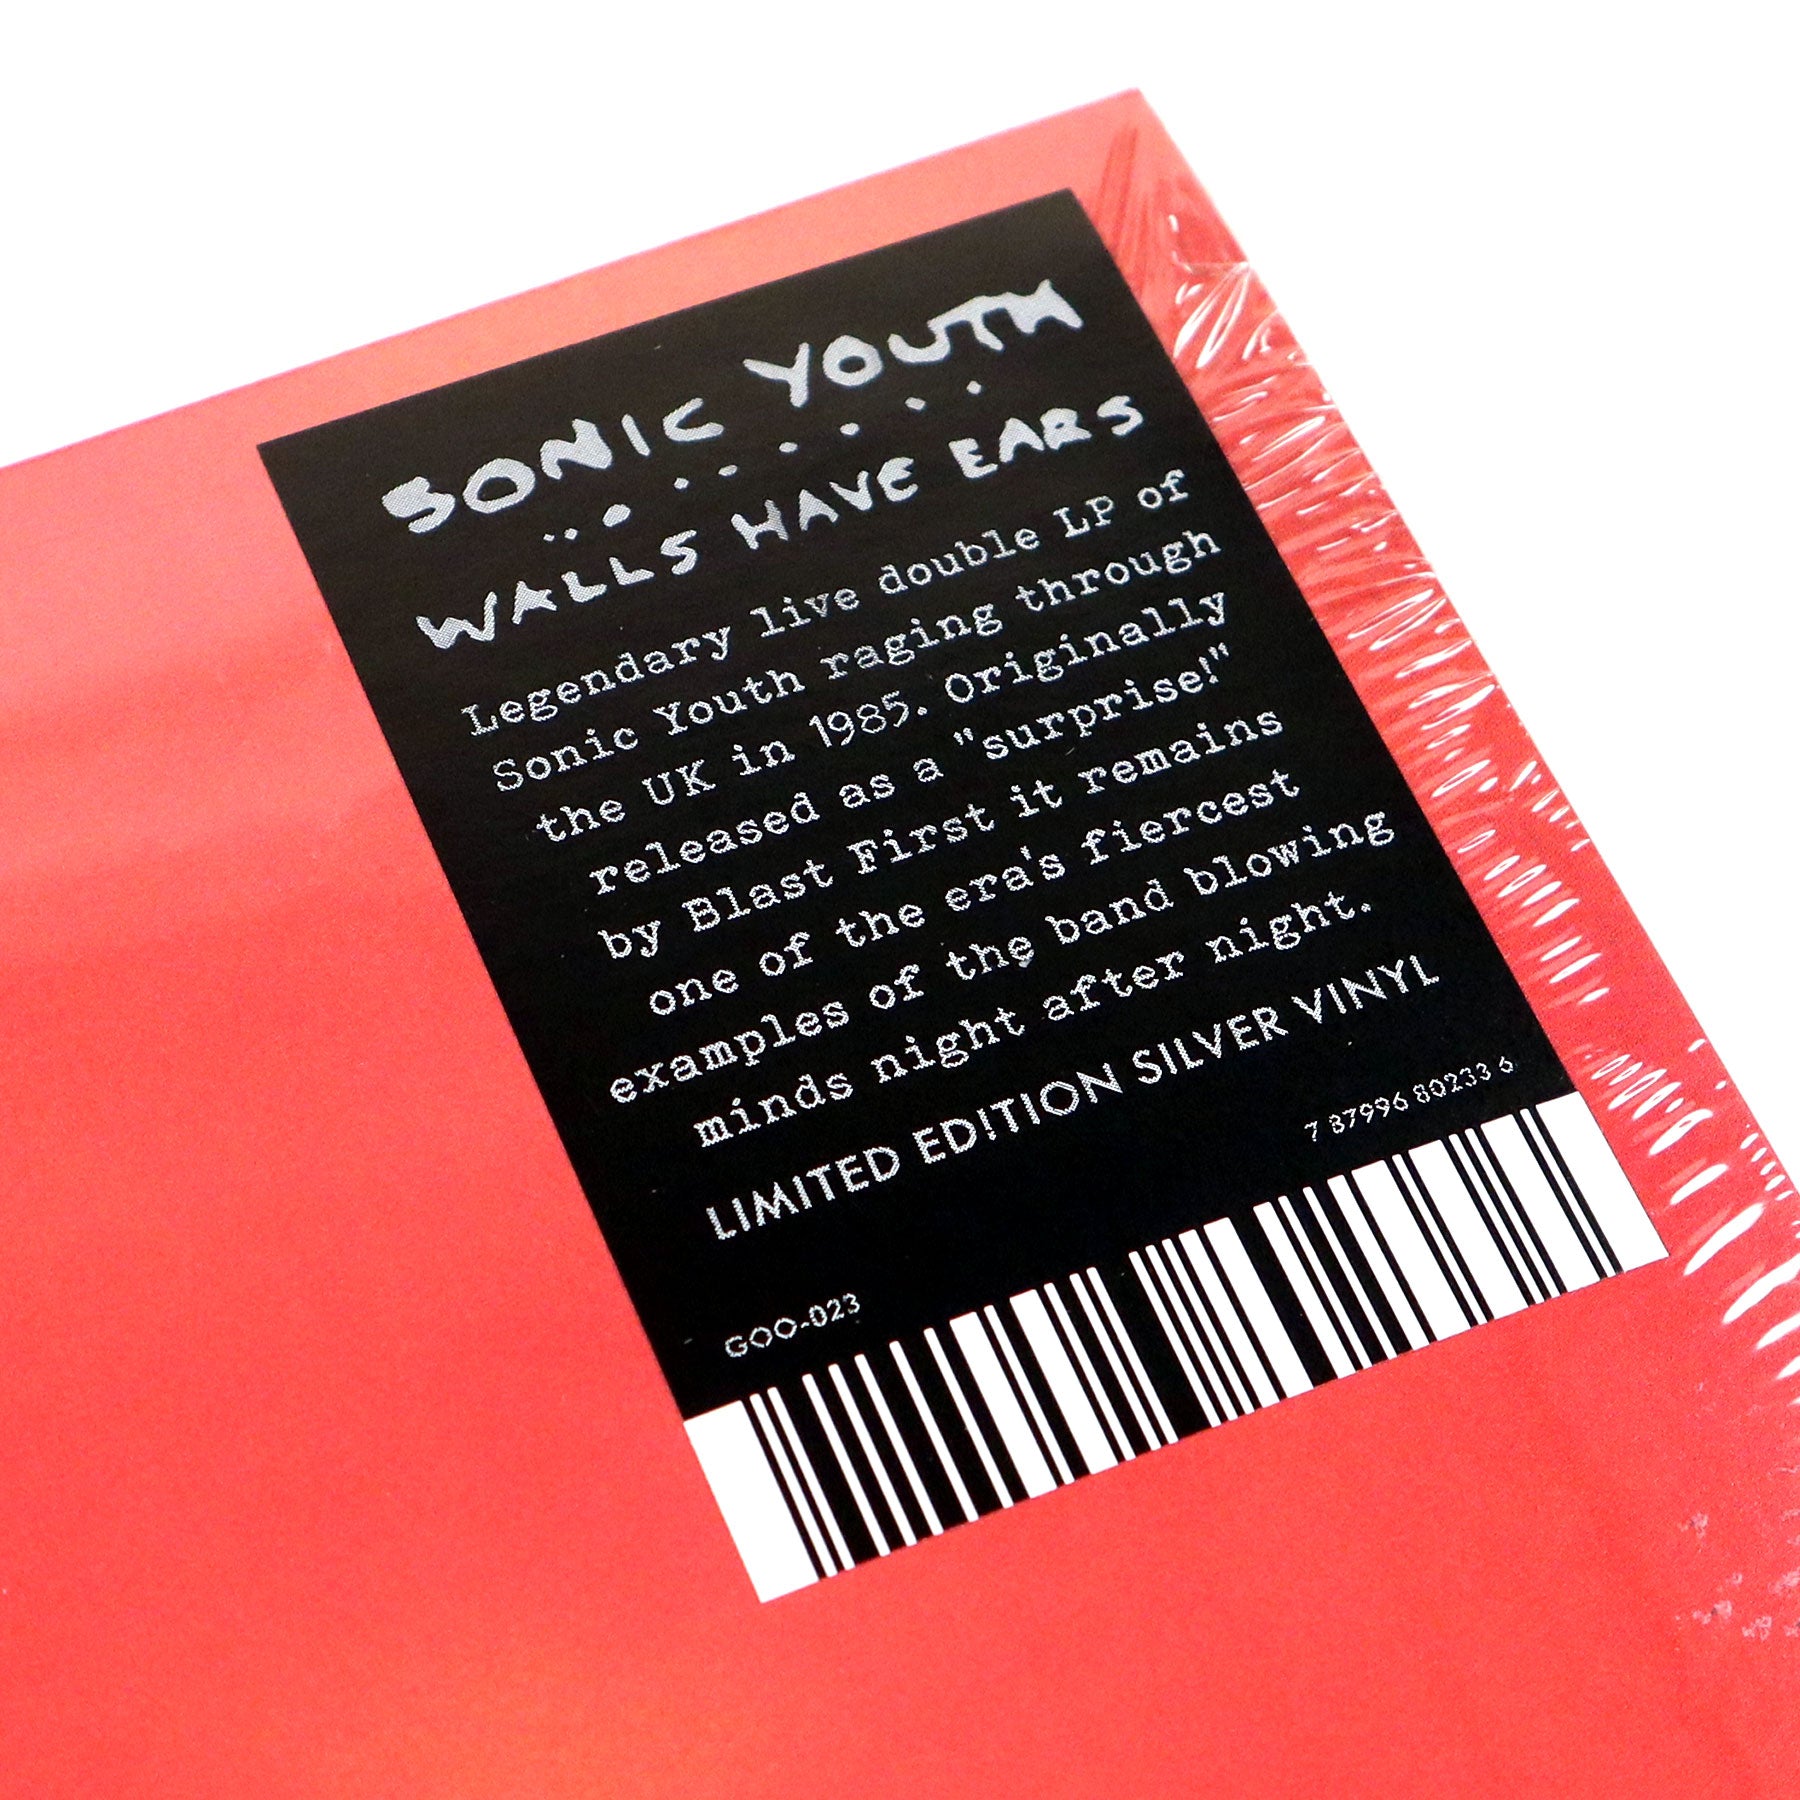 SONIC YOUTH
WALLS HAVE EARS
Legendary live double LP of
Sonic Youth raging through
the UK in 1985. Originally
released as a "surprise!"
by Blast First it remains
one of the era's fiercest
examples of the band blowing
minds night after night.
LIMITED EDITION SILVER VINYL
GOO-023
7 87996 80233 6